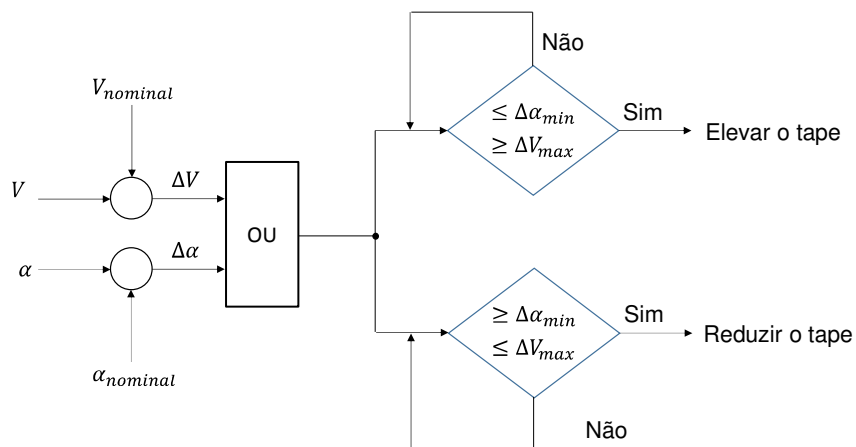 Não
V_nominal
≤ Δα_min
≥ ΔV_max
Sim
Elevar o tape
V
ΔV
OU
α
Δα
α_nominal
≥ Δα_min
≤ ΔV_max
Sim
Reduzir o tape
Não